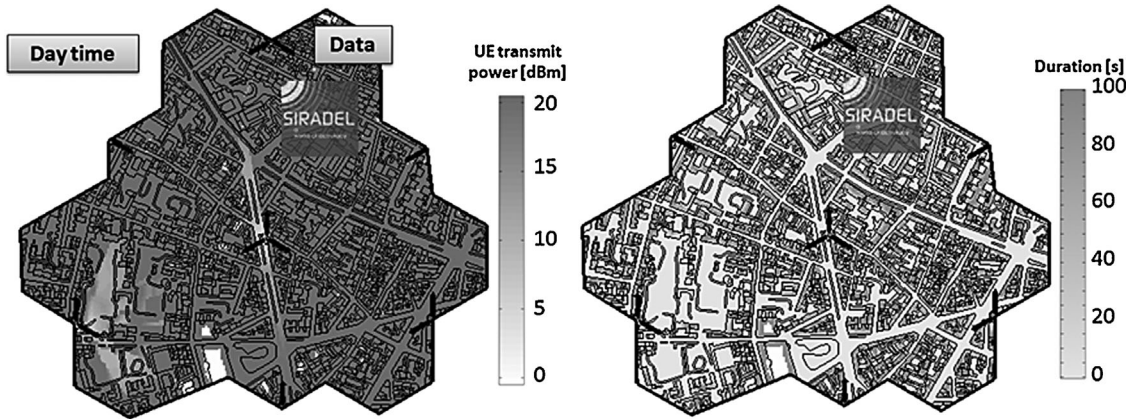 Day time
Data
UE transmit
power [dBm]
20
15
10
5
0
SIRADEL
Duration [s]
100
80
60
40
20
0
SIRADEL